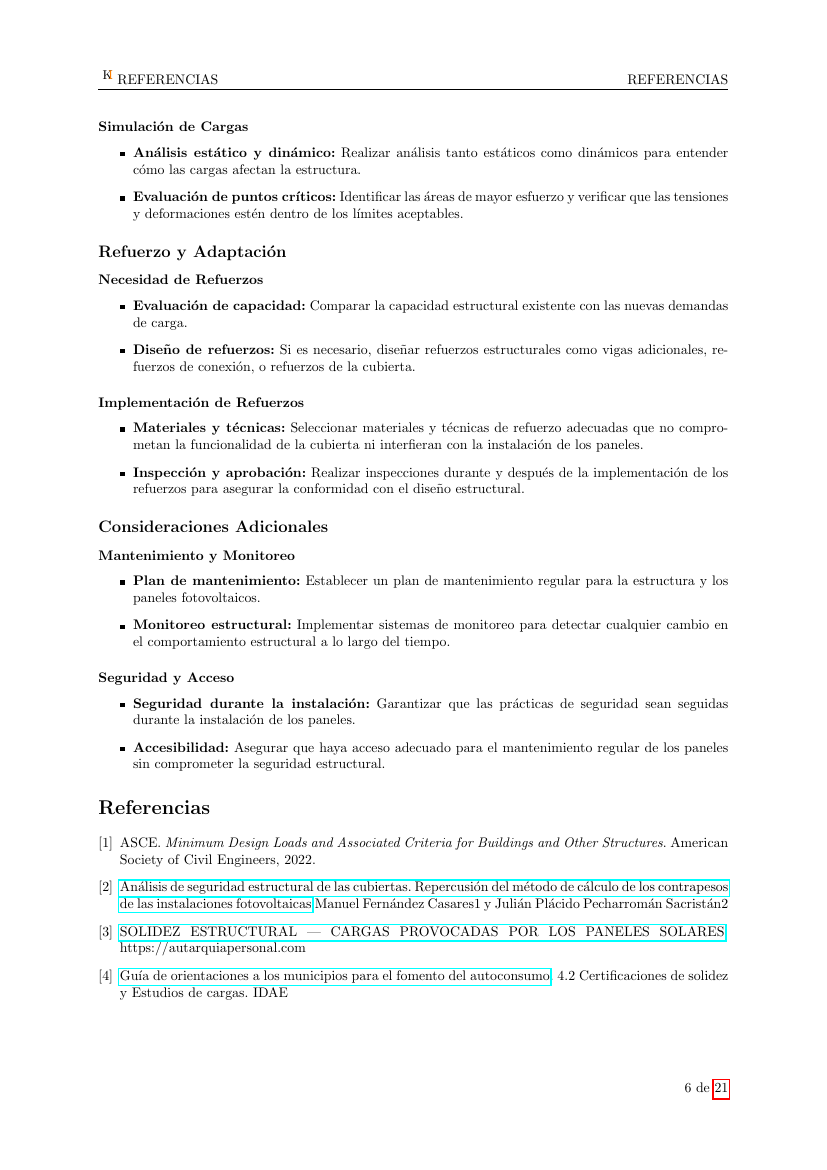 K REFERENCIAS REFERENCIAS
Simulación de Cargas
▪ Análisis estático y dinámico: Realizar análisis tanto estáticos como dinámicos para entender
cómo las cargas afectan la estructura.
▪ Evaluación de puntos críticos: Identificar las áreas de mayor esfuerzo y verificar que las tensiones
y deformaciones estén dentro de los límites aceptables.
Refuerzo y Adaptación
Necesidad de Refuerzos
▪ Evaluación de capacidad: Comparar la capacidad estructural existente con las nuevas demandas
de carga.
▪ Diseño de refuerzos: Si es necesario, diseñar refuerzos estructurales como vigas adicionales, re-
fuerzos de conexión, o refuerzos de la cubierta.
Implementación de Refuerzos
▪ Materiales y técnicas: Seleccionar materiales y técnicas de refuerzo adecuadas que no compro-
metan la funcionalidad de la cubierta ni interfieran con la instalación de los paneles.
▪ Inspección y aprobación: Realizar inspecciones durante y después de la implementación de los
refuerzos para asegurar la conformidad con el diseño estructural.
Consideraciones Adicionales
Mantenimiento y Monitoreo
▪ Plan de mantenimiento: Establecer un plan de mantenimiento regular para la estructura y los
paneles fotovoltaicos.
▪ Monitoreo estructural: Implementar sistemas de monitoreo para detectar cualquier cambio en
el comportamiento estructural a lo largo del tiempo.
Seguridad y Acceso
▪ Seguridad durante la instalación: Garantizar que las prácticas de seguridad sean seguidas
durante la instalación de los paneles.
▪ Accesibilidad: Asegurar que haya acceso adecuado para el mantenimiento regular de los paneles
sin comprometer la seguridad estructural.
Referencias
[1] ASCE. Minimum Design Loads and Associated Criteria for Buildings and Other Structures. American
Society of Civil Engineers, 2022.
[2] Análisis de seguridad estructural de las cubiertas. Repercusión del método de cálculo de los contrapesos
de las instalaciones fotovoltaicas Manuel Fernández Casares1 y Julián Plácido Pecharromán Sacristán2
[3] SOLIDEZ ESTRUCTURAL — CARGAS PROVOCADAS POR LOS PANELES SOLARES
https://autarquiapersonal.com
[4] Guía de orientaciones a los municipios para el fomento del autoconsumo. 4.2 Certificaciones de solidez
y Estudios de cargas. IDAE
6 de 21